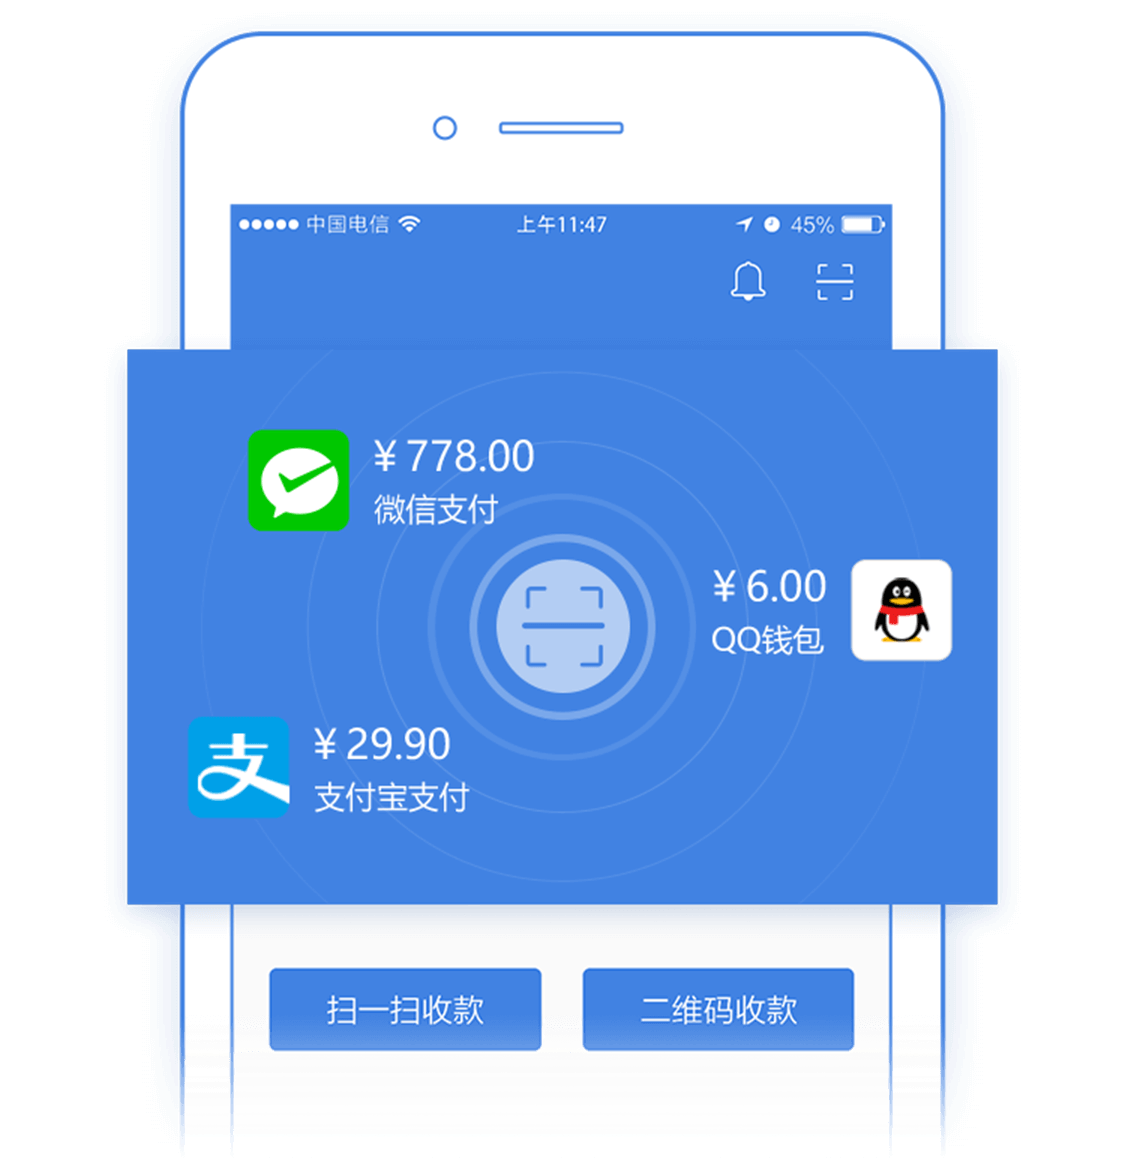 中国电信 上午11:47 45%
¥ 778.00
微信支付
¥ 6.00
QQ钱包
支
¥ 29.90
支付宝支付
扫一扫收款 二维码收款